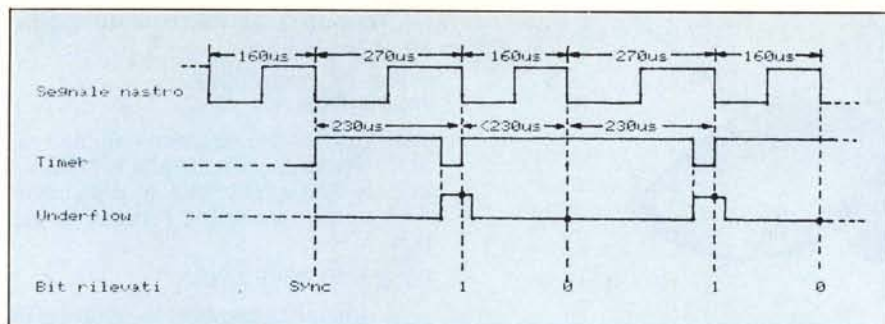 160us 270us 160us 270us 160us
Segnale nastro
230us <230us 230us
Timer
Underflow
Bit rilevati Sync 1 0 1 0